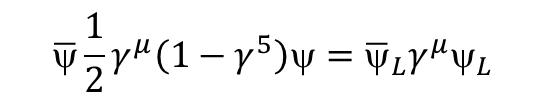 ψ̅ 1/2 γ^μ(1 − γ^5)ψ = ψ̅_L γ^μ ψ_L